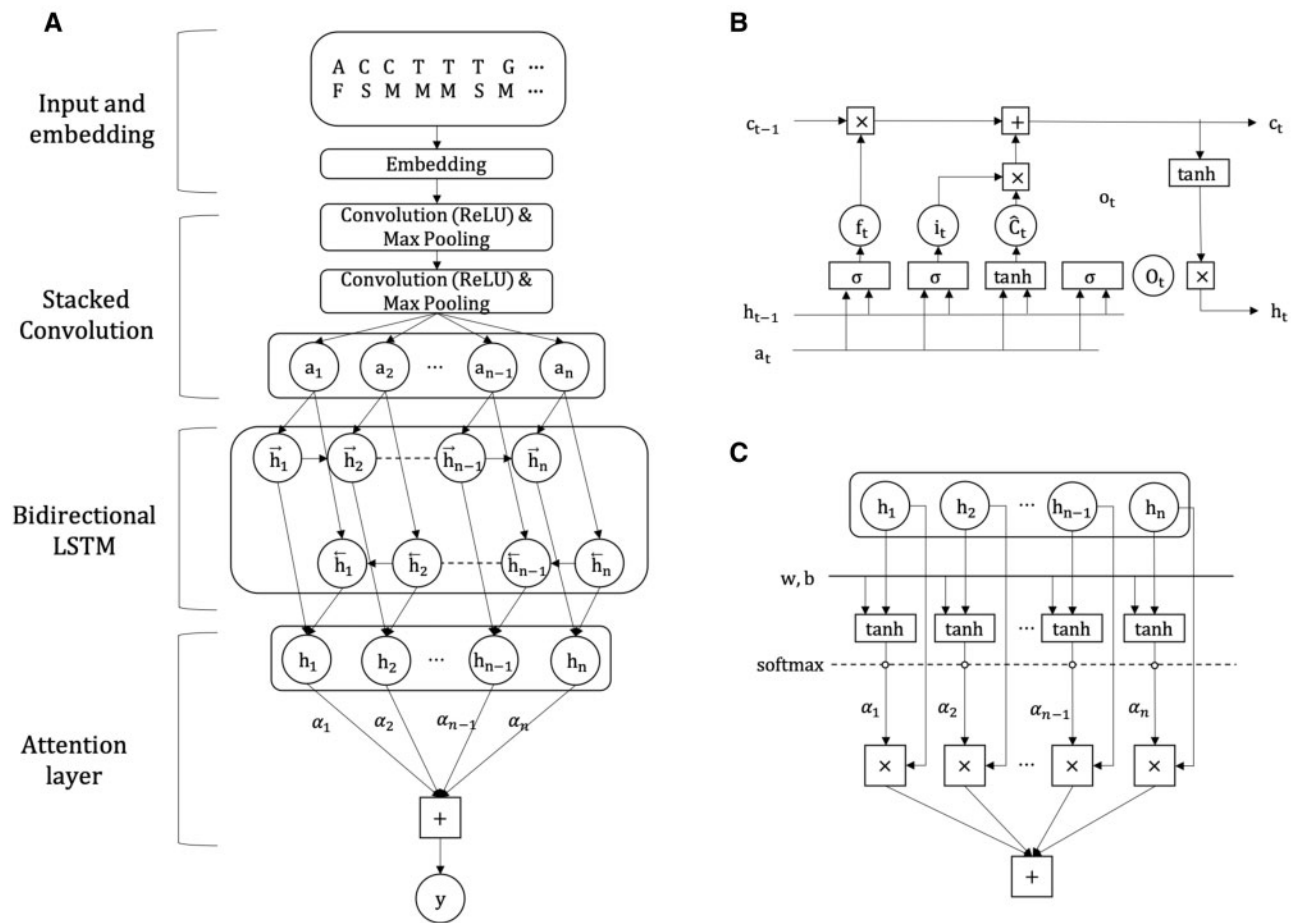 A
Input and
embedding
A C C T T T G ···
F S M M M S M ···
Embedding
Stacked
Convolution
Convolution (ReLU) &
Max Pooling
Convolution (ReLU) &
Max Pooling
a₁ a₂ ··· aₙ₋₁ aₙ
Bidirectional
LSTM
h⃗₁ h⃗₂ h⃗ₙ₋₁ h⃗ₙ
h⃖₁ h⃖₂ h⃖ₙ₋₁ h⃖ₙ
Attention
layer
h₁ h₂ ··· hₙ₋₁ hₙ
α₁ α₂ αₙ₋₁ αₙ
+
y
B
cₜ₋₁ × + cₜ
tanh
×
oₜ
fₜ iₜ Ĉₜ
σ σ tanh σ Oₜ ×
hₜ₋₁ hₜ
aₜ
C
h₁ h₂ ··· hₙ₋₁ hₙ
w, b
tanh tanh ··· tanh tanh
softmax
α₁ α₂ αₙ₋₁ αₙ
× × ··· × ×
+